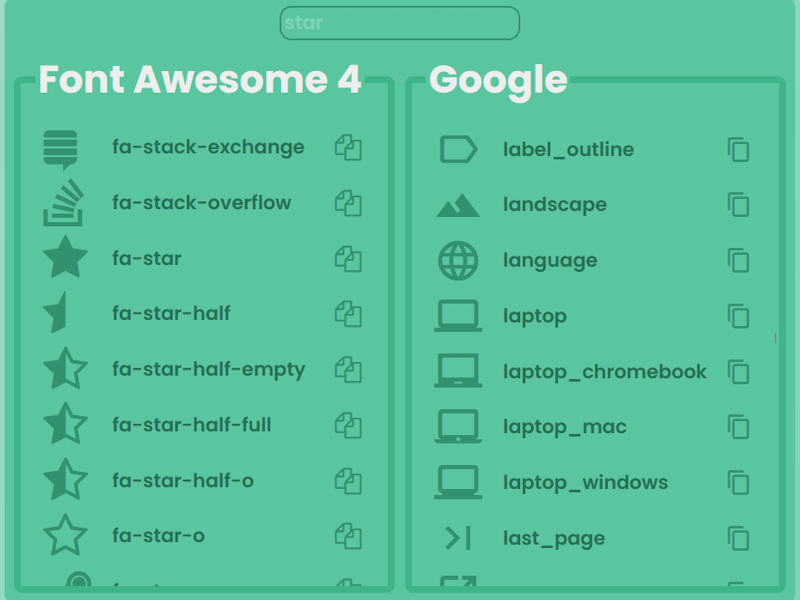 star
Font Awesome 4
fa-stack-exchange
fa-stack-overflow
fa-star
fa-star-half
fa-star-half-empty
fa-star-half-full
fa-star-half-o
fa-star-o
Google
label_outline
landscape
language
laptop
laptop_chromebook
laptop_mac
laptop_windows
last_page